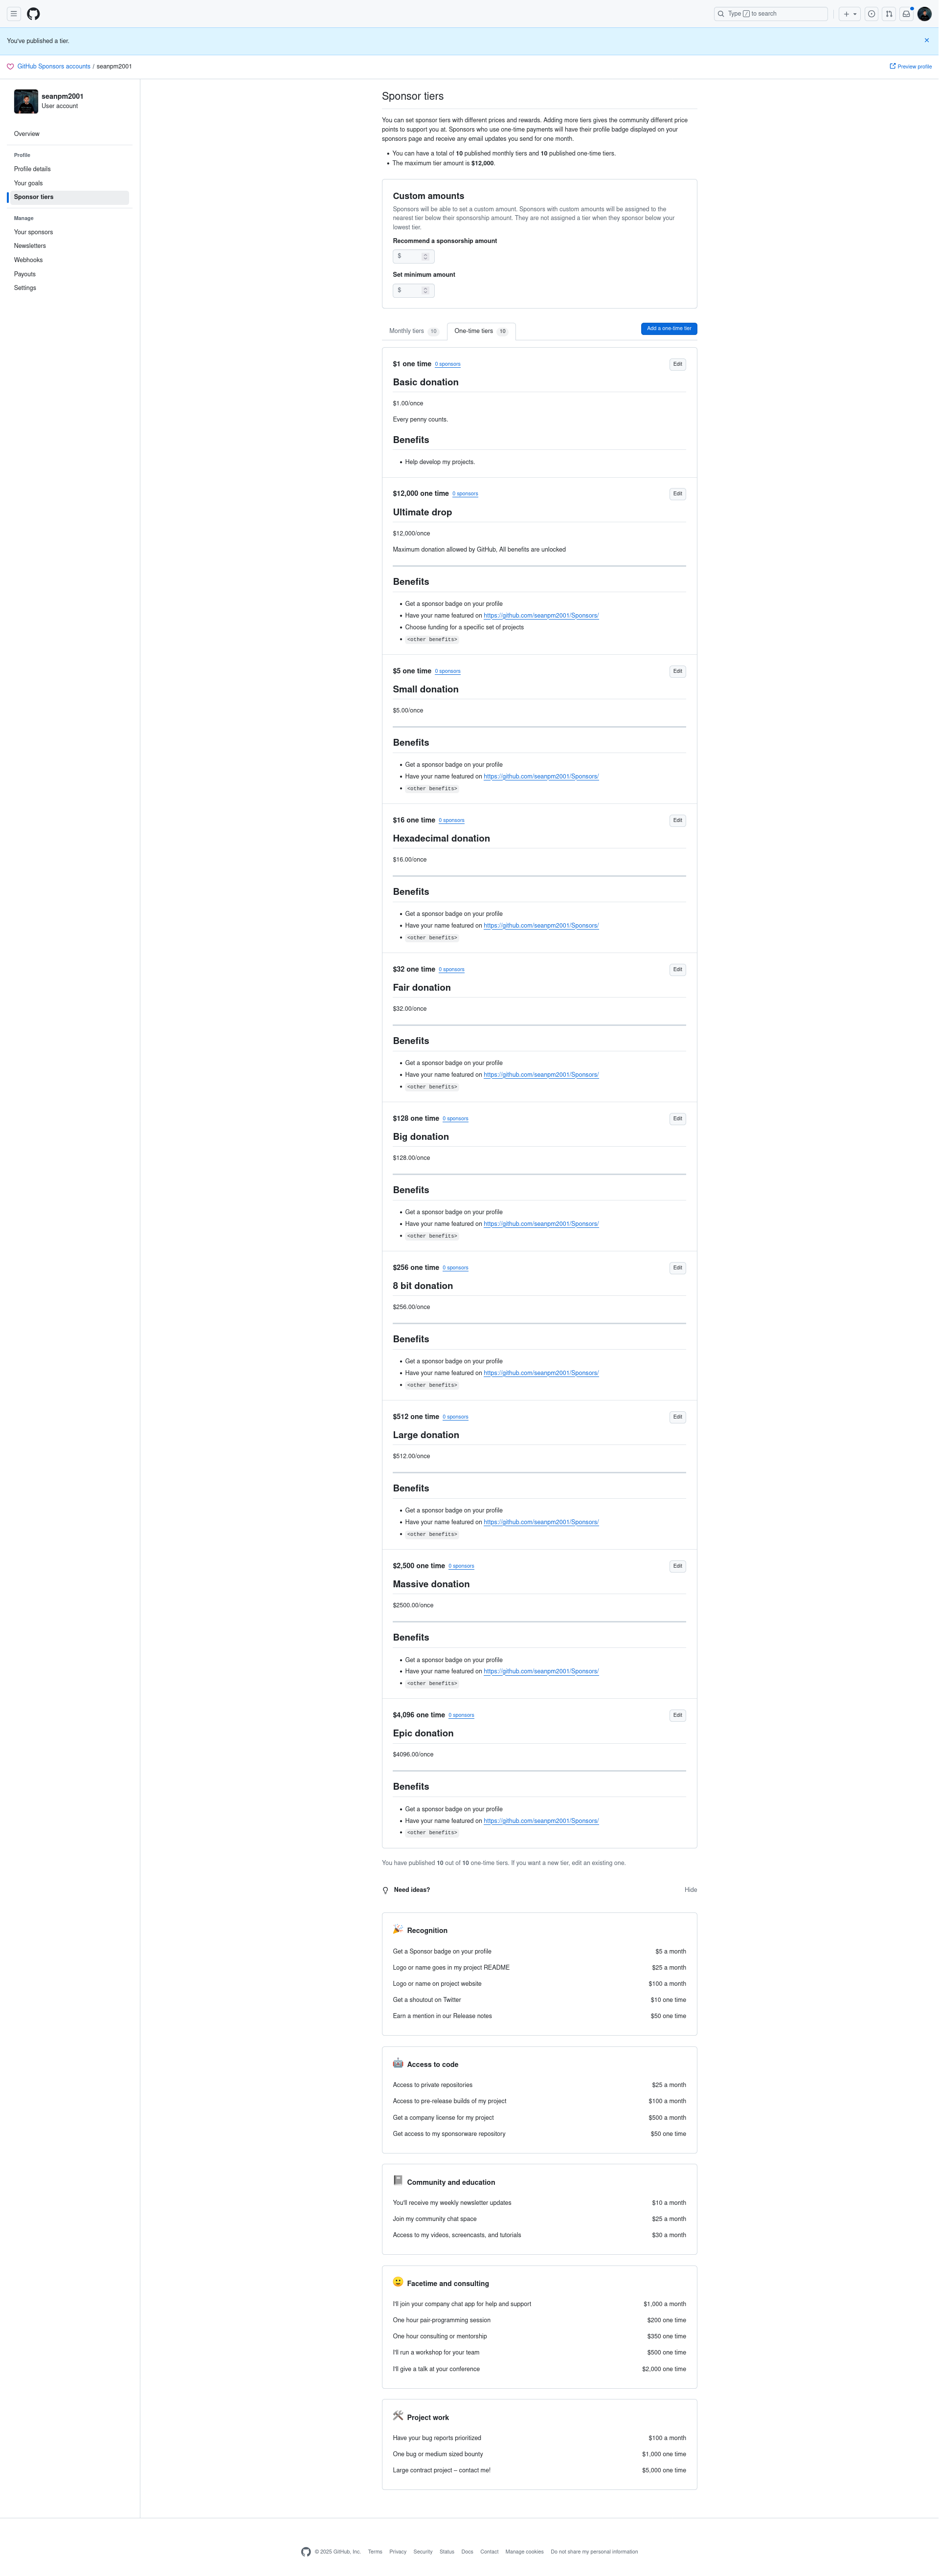 Type / to search
You've published a tier.
GitHub Sponsors accounts / seanpm2001
Preview profile
seanpm2001
User account
Overview
Profile
Profile details
Your goals
Sponsor tiers
Manage
Your sponsors
Newsletters
Webhooks
Payouts
Settings
Sponsor tiers
You can set sponsor tiers with different prices and rewards. Adding more tiers gives the community different price
points to support you at. Sponsors who use one-time payments will have their profile badge displayed on your
sponsors page and receive any email updates you send for one month.
• You can have a total of 10 published monthly tiers and 10 published one-time tiers.
• The maximum tier amount is $12,000.
Custom amounts
Sponsors will be able to set a custom amount. Sponsors with custom amounts will be assigned to the
nearest tier below their sponsorship amount. They are not assigned a tier when they sponsor below your
lowest tier.
Recommend a sponsorship amount
$
Set minimum amount
$
Monthly tiers 10 One-time tiers 10 Add a one-time tier
$1 one time 0 sponsors Edit
Basic donation
$1.00/once
Every penny counts.
Benefits
• Help develop my projects.
$12,000 one time 0 sponsors Edit
Ultimate drop
$12,000/once
Maximum donation allowed by GitHub, All benefits are unlocked
Benefits
• Get a sponsor badge on your profile
• Have your name featured on https://github.com/seanpm2001/Sponsors/
• Choose funding for a specific set of projects
• <other benefits>
$5 one time 0 sponsors Edit
Small donation
$5.00/once
Benefits
• Get a sponsor badge on your profile
• Have your name featured on https://github.com/seanpm2001/Sponsors/
• <other benefits>
$16 one time 0 sponsors Edit
Hexadecimal donation
$16.00/once
Benefits
• Get a sponsor badge on your profile
• Have your name featured on https://github.com/seanpm2001/Sponsors/
• <other benefits>
$32 one time 0 sponsors Edit
Fair donation
$32.00/once
Benefits
• Get a sponsor badge on your profile
• Have your name featured on https://github.com/seanpm2001/Sponsors/
• <other benefits>
$128 one time 0 sponsors Edit
Big donation
$128.00/once
Benefits
• Get a sponsor badge on your profile
• Have your name featured on https://github.com/seanpm2001/Sponsors/
• <other benefits>
$256 one time 0 sponsors Edit
8 bit donation
$256.00/once
Benefits
• Get a sponsor badge on your profile
• Have your name featured on https://github.com/seanpm2001/Sponsors/
• <other benefits>
$512 one time 0 sponsors Edit
Large donation
$512.00/once
Benefits
• Get a sponsor badge on your profile
• Have your name featured on https://github.com/seanpm2001/Sponsors/
• <other benefits>
$2,500 one time 0 sponsors Edit
Massive donation
$2500.00/once
Benefits
• Get a sponsor badge on your profile
• Have your name featured on https://github.com/seanpm2001/Sponsors/
• <other benefits>
$4,096 one time 0 sponsors Edit
Epic donation
$4096.00/once
Benefits
• Get a sponsor badge on your profile
• Have your name featured on https://github.com/seanpm2001/Sponsors/
• <other benefits>
You have published 10 out of 10 one-time tiers. If you want a new tier, edit an existing one.
Need ideas? Hide
Recognition
Get a Sponsor badge on your profile $5 a month
Logo or name goes in my project README $25 a month
Logo or name on project website $100 a month
Get a shoutout on Twitter $10 one time
Earn a mention in our Release notes $50 one time
Access to code
Access to private repositories $25 a month
Access to pre-release builds of my project $100 a month
Get a company license for my project $500 a month
Get access to my sponsorware repository $50 one time
Community and education
You'll receive my weekly newsletter updates $10 a month
Join my community chat space $25 a month
Access to my videos, screencasts, and tutorials $30 a month
Facetime and consulting
I'll join your company chat app for help and support $1,000 a month
One hour pair-programming session $200 one time
One hour consulting or mentorship $350 one time
I'll run a workshop for your team $500 one time
I'll give a talk at your conference $2,000 one time
Project work
Have your bug reports prioritized $100 a month
One bug or medium sized bounty $1,000 one time
Large contract project – contact me! $5,000 one time
© 2025 GitHub, Inc. Terms Privacy Security Status Docs Contact Manage cookies Do not share my personal information